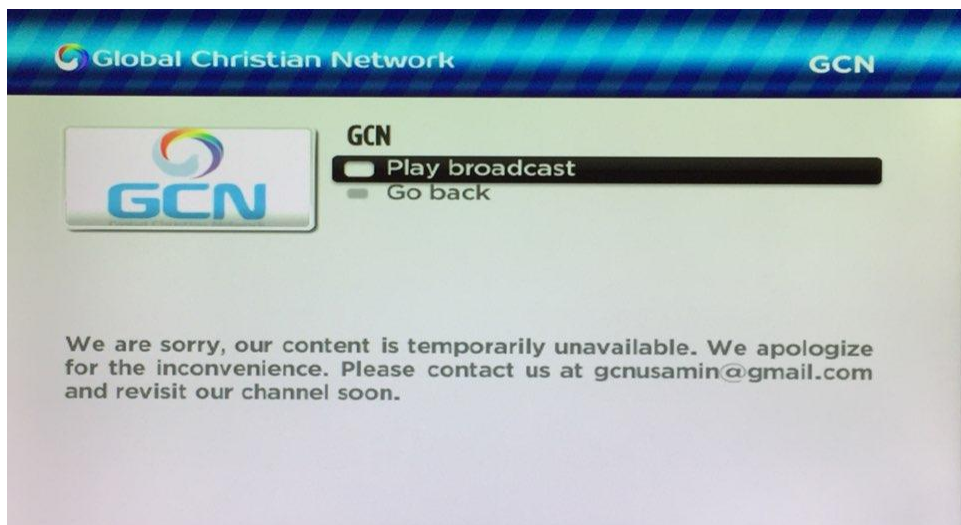 Global Christian Network
GCN
GCN
GCN
Play broadcast
Go back
We are sorry, our content is temporarily unavailable. We apologize
for the inconvenience. Please contact us at gcnusamin@gmail.com
and revisit our channel soon.